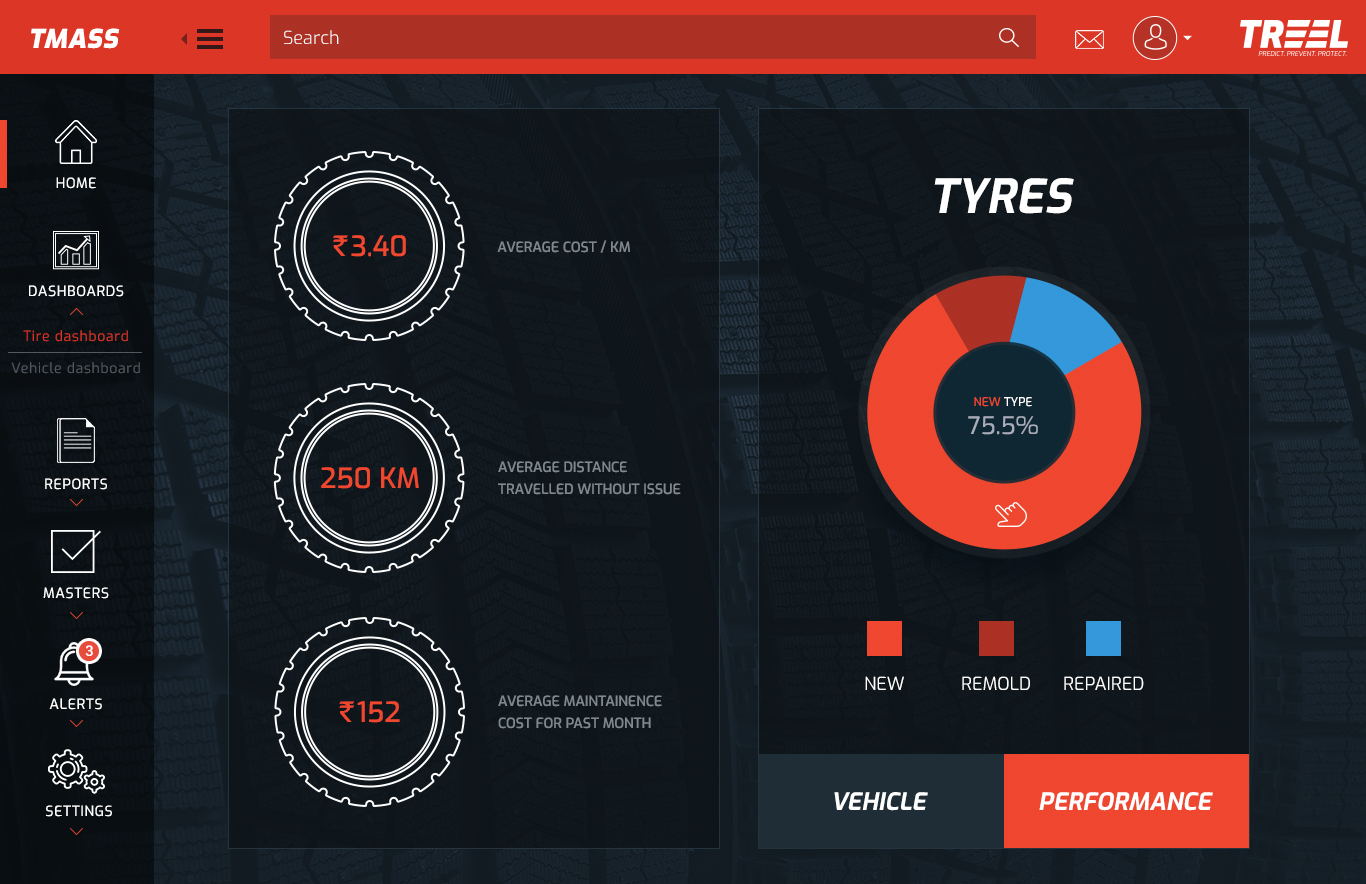 TMASS
Search
TREEL
PREDICT. PREVENT. PROTECT.
HOME
DASHBOARDS
Tire dashboard
Vehicle dashboard
REPORTS
MASTERS
3
ALERTS
SETTINGS
₹3.40
AVERAGE COST / KM
250 KM
AVERAGE DISTANCE
TRAVELLED WITHOUT ISSUE
₹152
AVERAGE MAINTAINENCE
COST FOR PAST MONTH
TYRES
NEW TYPE
75.5%
NEW
REMOLD
REPAIRED
VEHICLE
PERFORMANCE